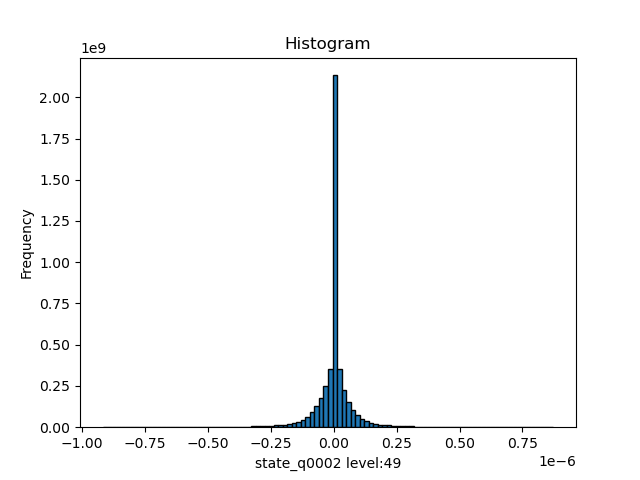 Histogram
1e9
2.00
1.75
1.50
1.25
1.00
0.75
0.50
0.25
0.00
Frequency
−1.00 −0.75 −0.50 −0.25 0.00 0.25 0.50 0.75
1e−6
state_q0002 level:49